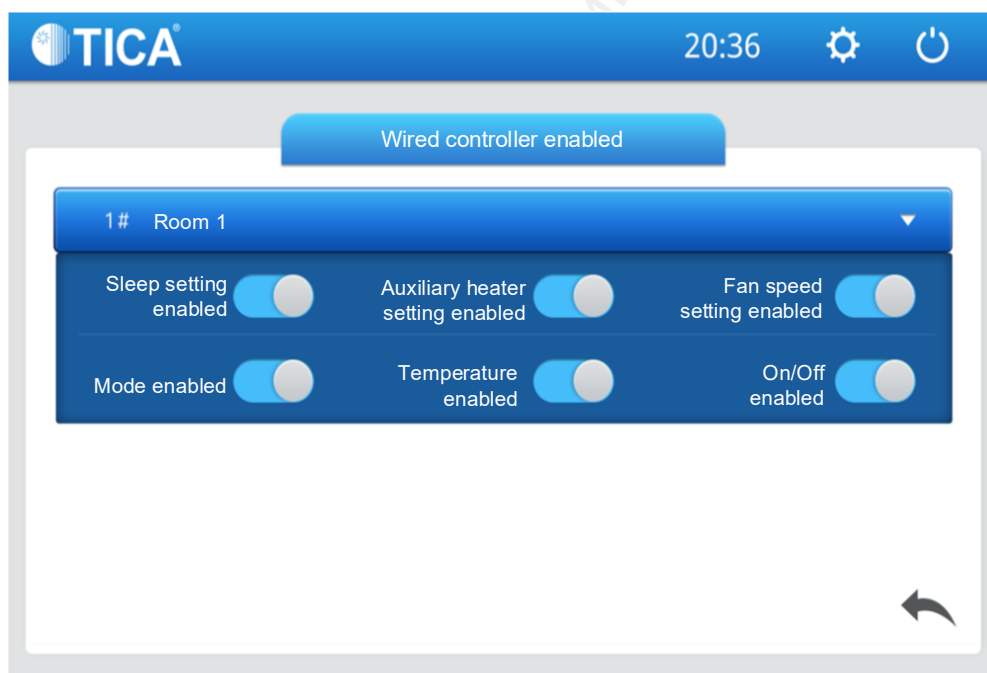 TICA®
20:36
Wired controller enabled
1# Room 1
Sleep setting
enabled
Auxiliary heater
setting enabled
Fan speed
setting enabled
Mode enabled
Temperature
enabled
On/Off
enabled